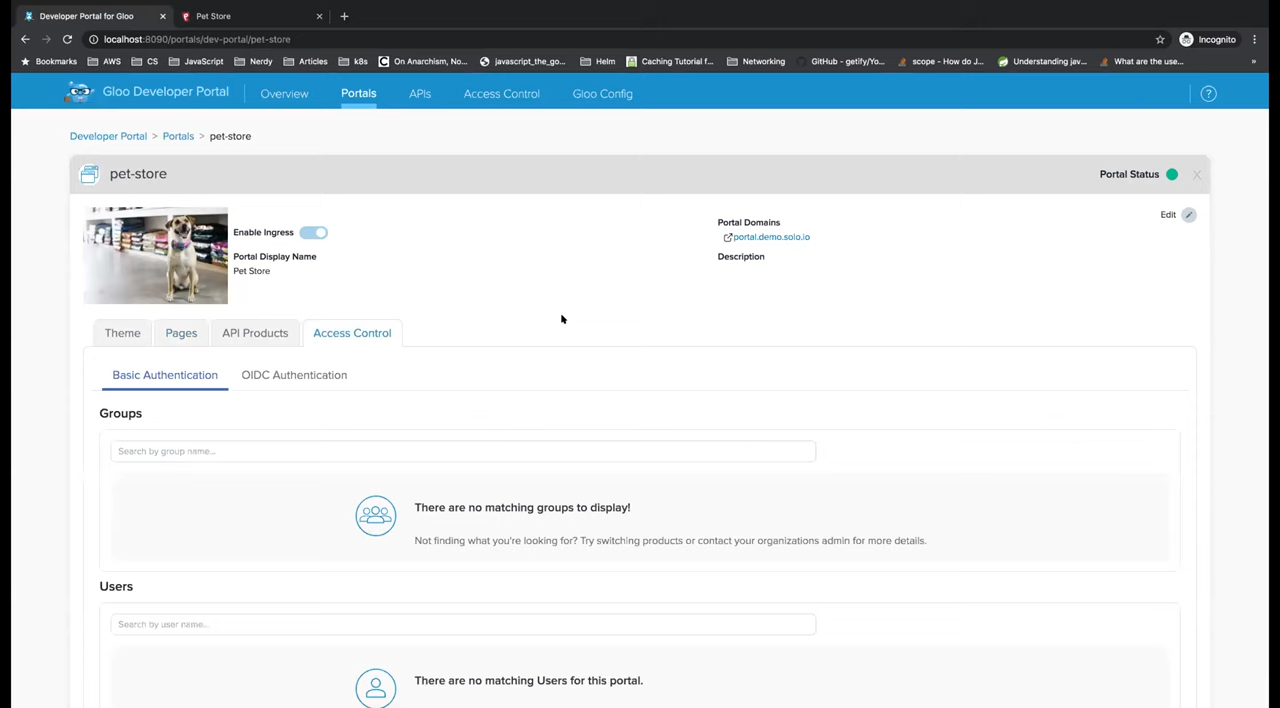 Developer Portal for Gloo
Pet Store
localhost:8090/portals/dev-portal/pet-store
Incognito
Bookmarks AWS CS JavaScript Nerdy Articles k8s On Anarchism, No... javascript_the_go... Helm Caching Tutorial f... Networking GitHub - getify/Yo... scope - How do J... Understanding jav... What are the use... »
Gloo Developer Portal Overview Portals APIs Access Control Gloo Config ?
Developer Portal > Portals > pet-store
pet-store
Portal Status
Edit
Enable Ingress
Portal Display Name
Pet Store
Portal Domains
portal.demo.solo.io
Description
Theme Pages API Products Access Control
Basic Authentication OIDC Authentication
Groups
Search by group name...
There are no matching groups to display!
Not finding what you're looking for? Try switching products or contact your organizations admin for more details.
Users
Search by user name...
There are no matching Users for this portal.